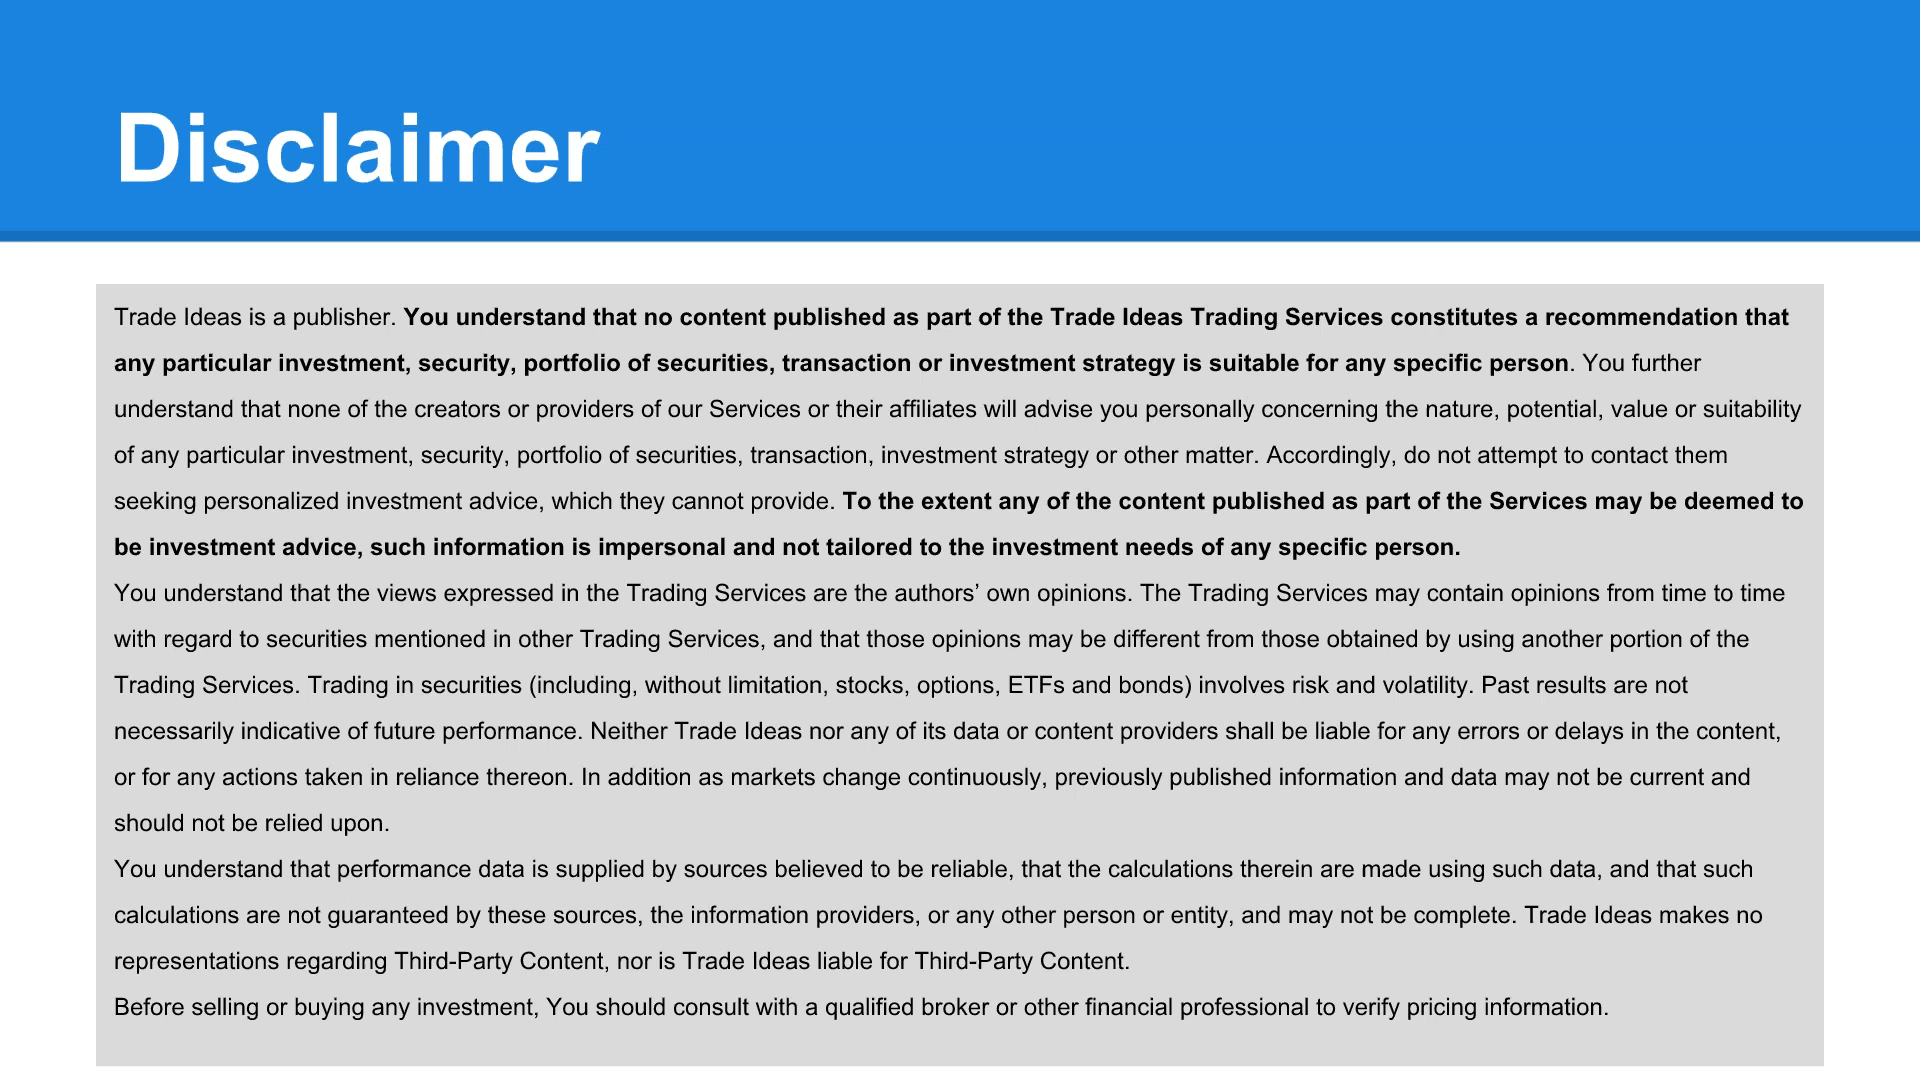 Disclaimer
Trade Ideas is a publisher. You understand that no content published as part of the Trade Ideas Trading Services constitutes a recommendation that
any particular investment, security, portfolio of securities, transaction or investment strategy is suitable for any specific person. You further
understand that none of the creators or providers of our Services or their affiliates will advise you personally concerning the nature, potential, value or suitability
of any particular investment, security, portfolio of securities, transaction, investment strategy or other matter. Accordingly, do not attempt to contact them
seeking personalized investment advice, which they cannot provide. To the extent any of the content published as part of the Services may be deemed to
be investment advice, such information is impersonal and not tailored to the investment needs of any specific person.
You understand that the views expressed in the Trading Services are the authors’ own opinions. The Trading Services may contain opinions from time to time
with regard to securities mentioned in other Trading Services, and that those opinions may be different from those obtained by using another portion of the
Trading Services. Trading in securities (including, without limitation, stocks, options, ETFs and bonds) involves risk and volatility. Past results are not
necessarily indicative of future performance. Neither Trade Ideas nor any of its data or content providers shall be liable for any errors or delays in the content,
or for any actions taken in reliance thereon. In addition as markets change continuously, previously published information and data may not be current and
should not be relied upon.
You understand that performance data is supplied by sources believed to be reliable, that the calculations therein are made using such data, and that such
calculations are not guaranteed by these sources, the information providers, or any other person or entity, and may not be complete. Trade Ideas makes no
representations regarding Third-Party Content, nor is Trade Ideas liable for Third-Party Content.
Before selling or buying any investment, You should consult with a qualified broker or other financial professional to verify pricing information.